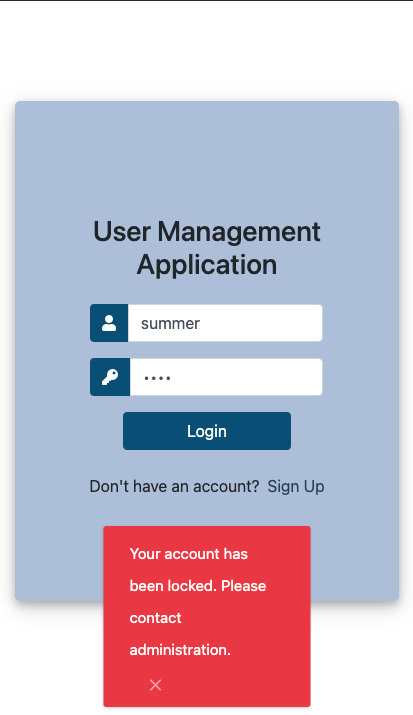 User Management
Application
summer
••••
Login
Don't have an account? Sign Up
Your account has
been locked. Please
contact
administration.